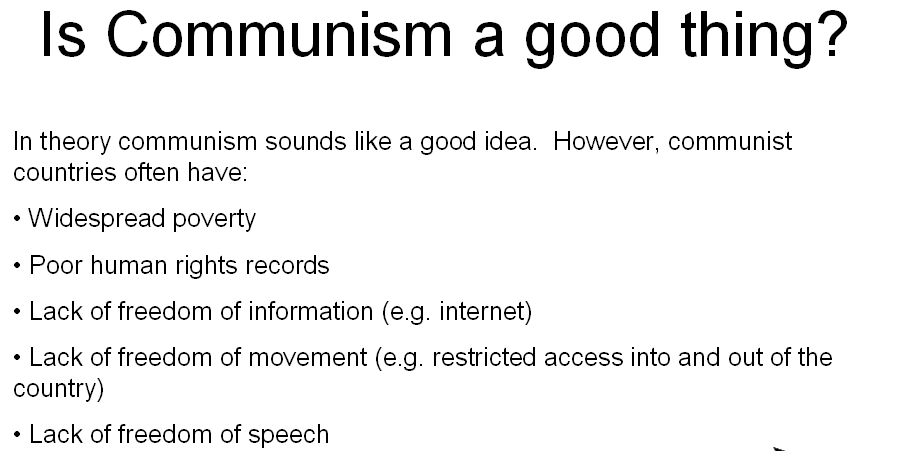 Is Communism a good thing?
In theory communism sounds like a good idea.  However, communist
countries often have:
• Widespread poverty
• Poor human rights records
• Lack of freedom of information (e.g. internet)
• Lack of freedom of movement (e.g. restricted access into and out of the
country)
• Lack of freedom of speech